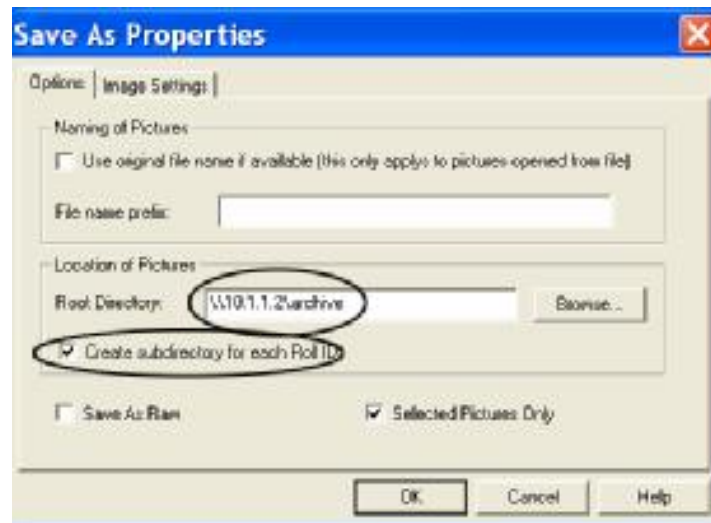 Save As Properties
Options
Image Settings
Naming of Pictures
Use original file name if available (this only applys to pictures opened from file)
File name prefix:
Location of Pictures
Root Directory:
\\10.1.1.2\archive
Browse...
Create subdirectory for each Roll ID
Save As Raw
Selected Pictures Only
OK
Cancel
Help